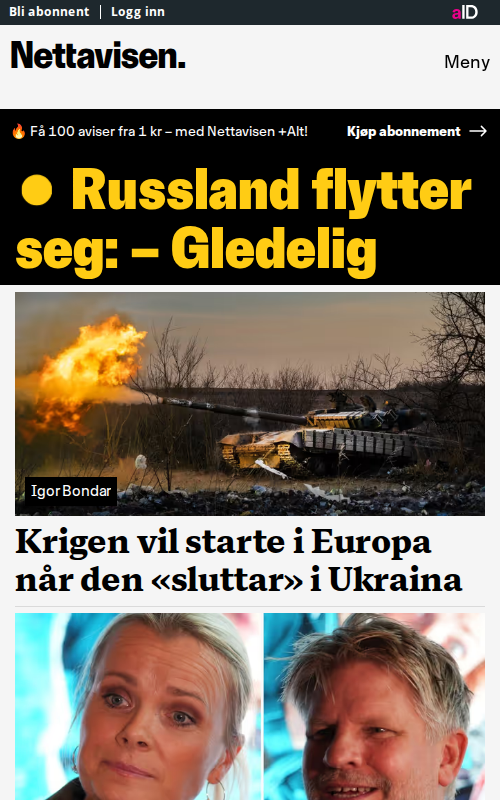 Bli abonnent | Logg inn
aID
Nettavisen.
Meny
🔥 Få 100 aviser fra 1 kr – med Nettavisen +Alt!
Kjøp abonnement →
● Russland flytter
seg: – Gledelig
Igor Bondar
Krigen vil starte i Europa
når den «sluttar» i Ukraina